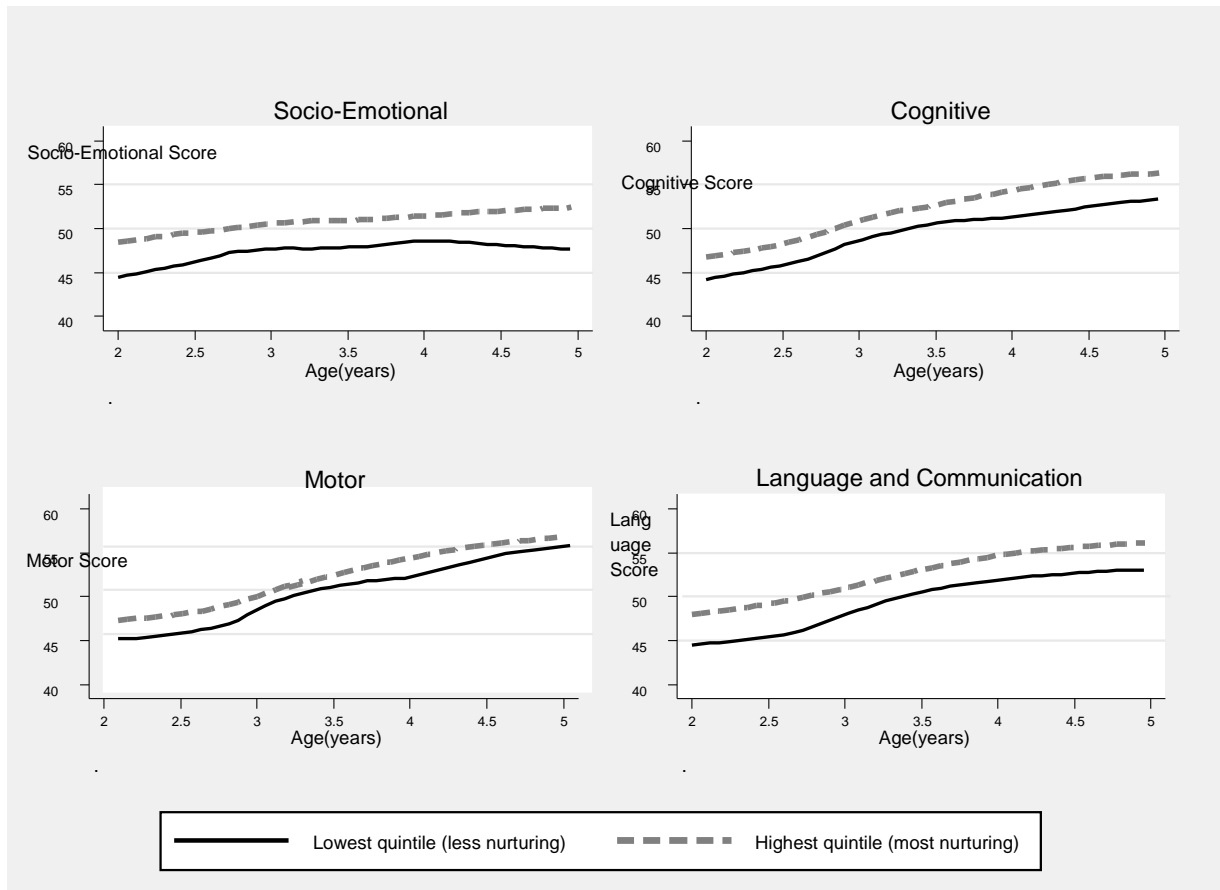 Socio-Emotional
60
Socio-Emotional Score
55
50
45
40
2 2.5 3 3.5 4 4.5 5
Age(years)
.
Cognitive
60
Cognitive Score
55
50
45
40
2 2.5 3 3.5 4 4.5 5
Age(years)
.
Motor
60
Motor Score
55
50
45
40
2 2.5 3 3.5 4 4.5 5
Age(years)
.
Language and Communication
60
Lang
uage
Score
55
50
45
40
2 2.5 3 3.5 4 4.5 5
Age(years)
.
Lowest quintile (less nurturing) Highest quintile (most nurturing)